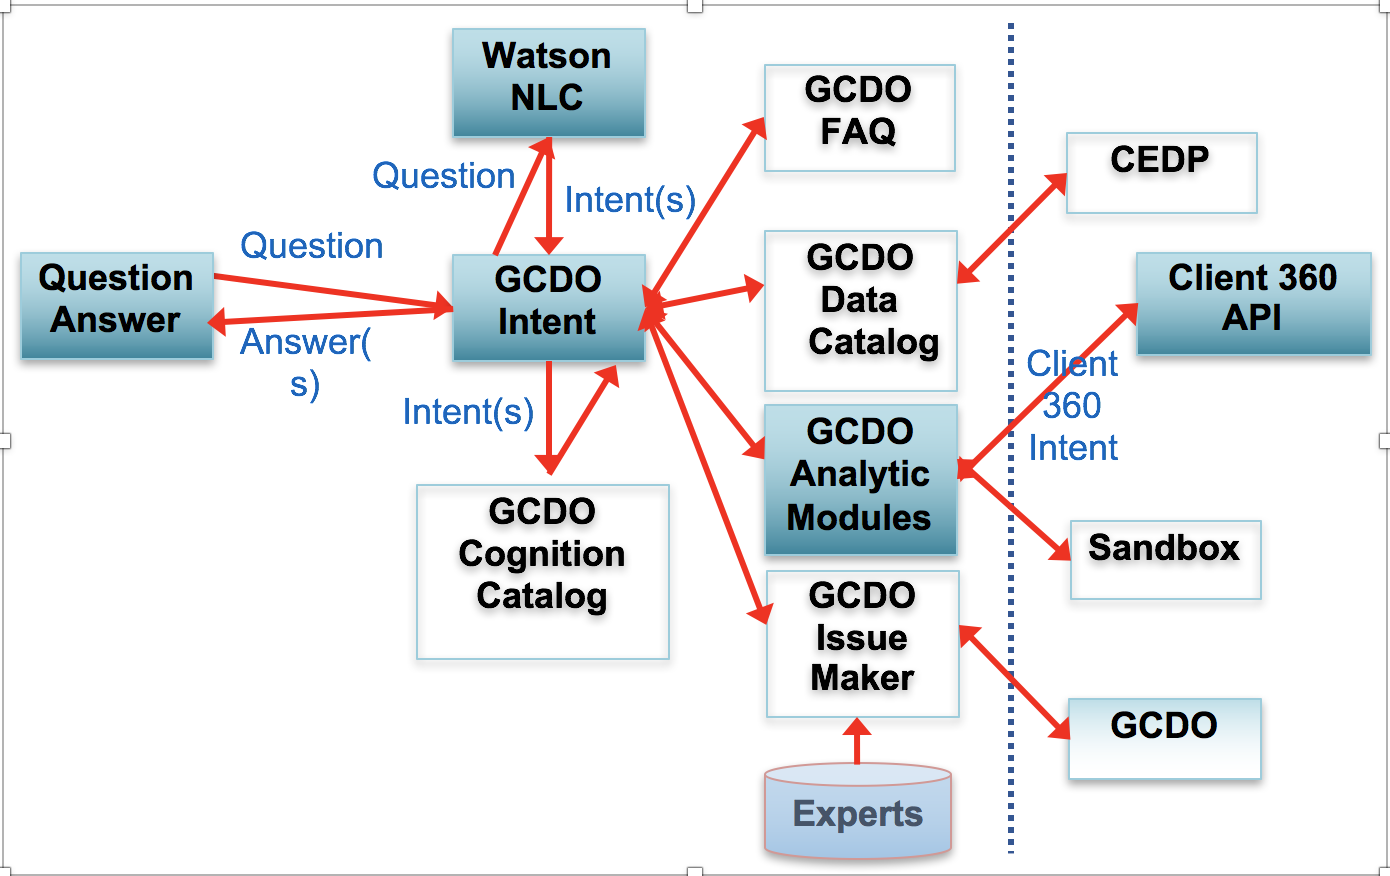 Watson
NLC
GCDO
FAQ
CEDP
Question
Intent(s)
Question
Question
Answer
Answer(
s)
GCDO
Intent
GCDO
Data
Catalog
Client 360
API
Client
360
Intent
Intent(s)
GCDO
Analytic
Modules
GCDO
Cognition
Catalog
Sandbox
GCDO
Issue
Maker
GCDO
Experts